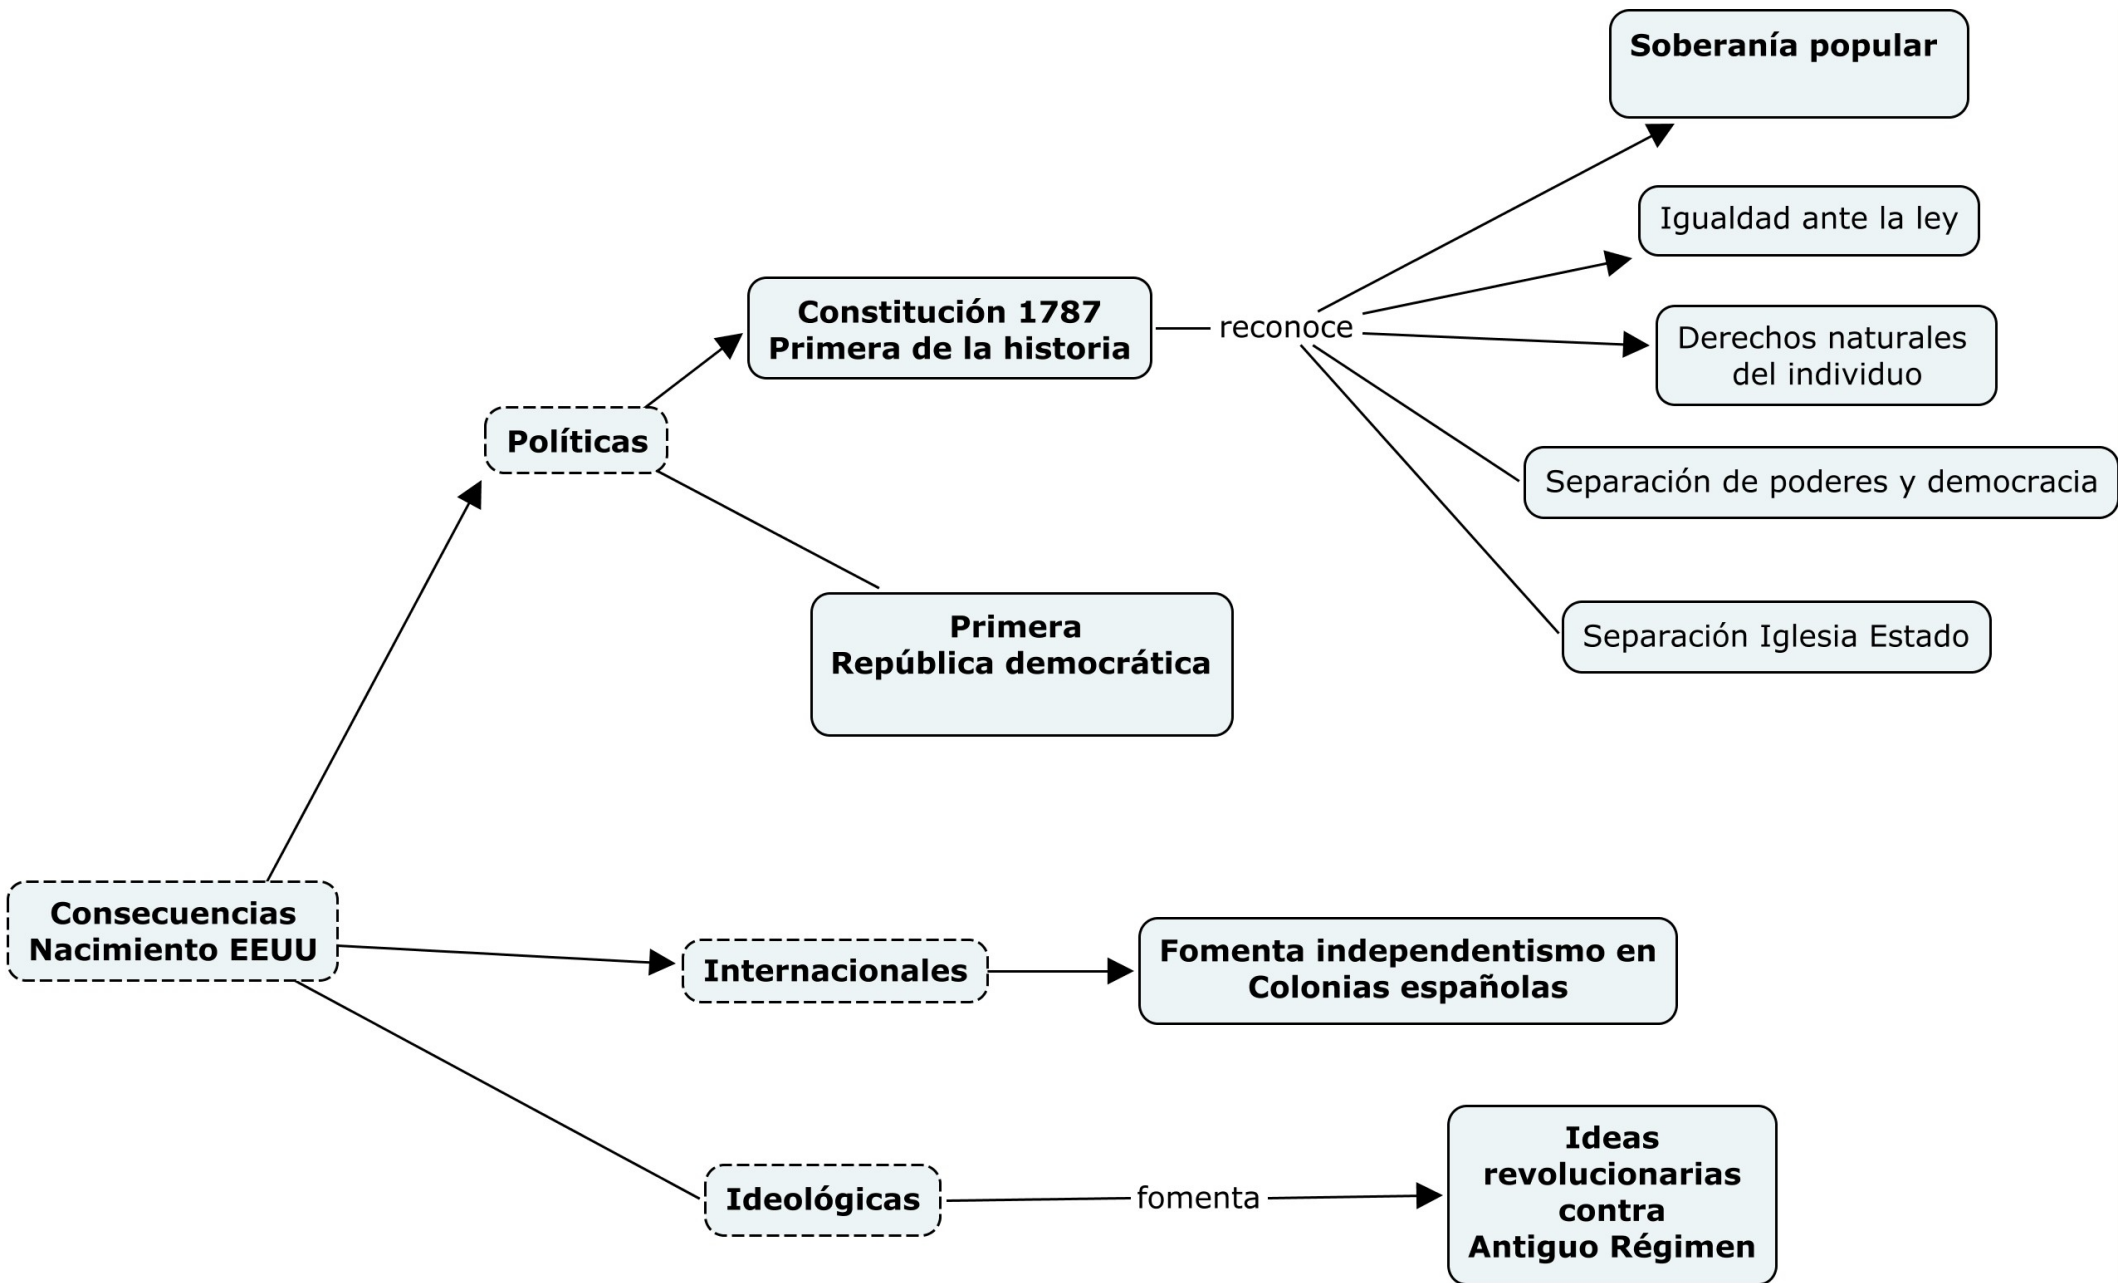 Soberanía popular
Igualdad ante la ley
Constitución 1787
Primera de la historia
reconoce
Derechos naturales
del individuo
Políticas
Separación de poderes y democracia
Primera
República democrática
Separación Iglesia Estado
Consecuencias
Nacimiento EEUU
Internacionales
Fomenta independentismo en
Colonias españolas
Ideológicas
fomenta
Ideas
revolucionarias
contra
Antiguo Régimen